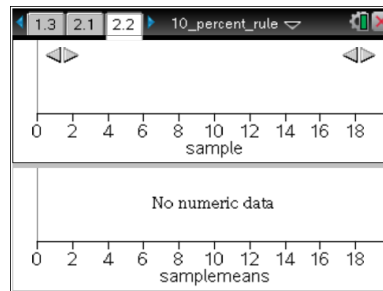 1.3 2.1 2.2 10_percent_rule
0 2 4 6 8 10 12 14 16 18
sample
No numeric data
0 2 4 6 8 10 12 14 16 18
samplemeans